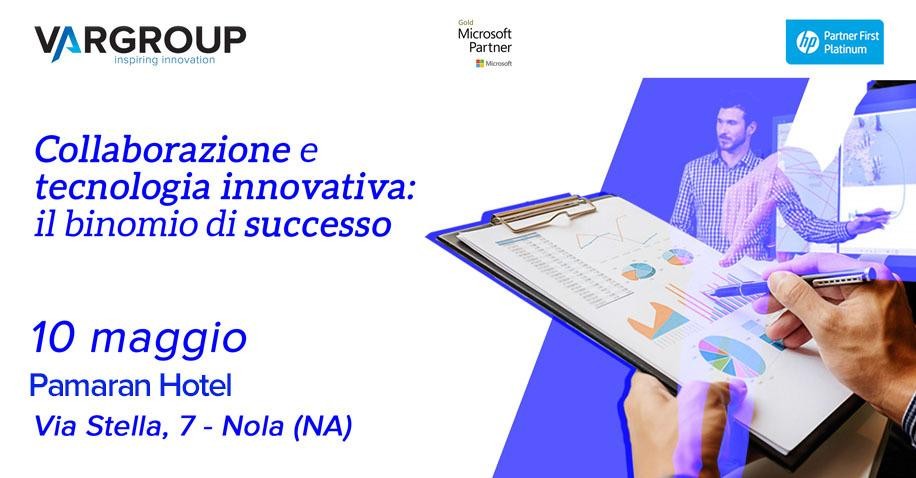 VARGROUP
inspiring innovation
Gold
Microsoft
Partner
Microsoft
hp
Partner First
Platinum
Collaborazione e
tecnologia innovativa:
il binomio di successo
10 maggio
Pamaran Hotel
Via Stella, 7 - Nola (NA)